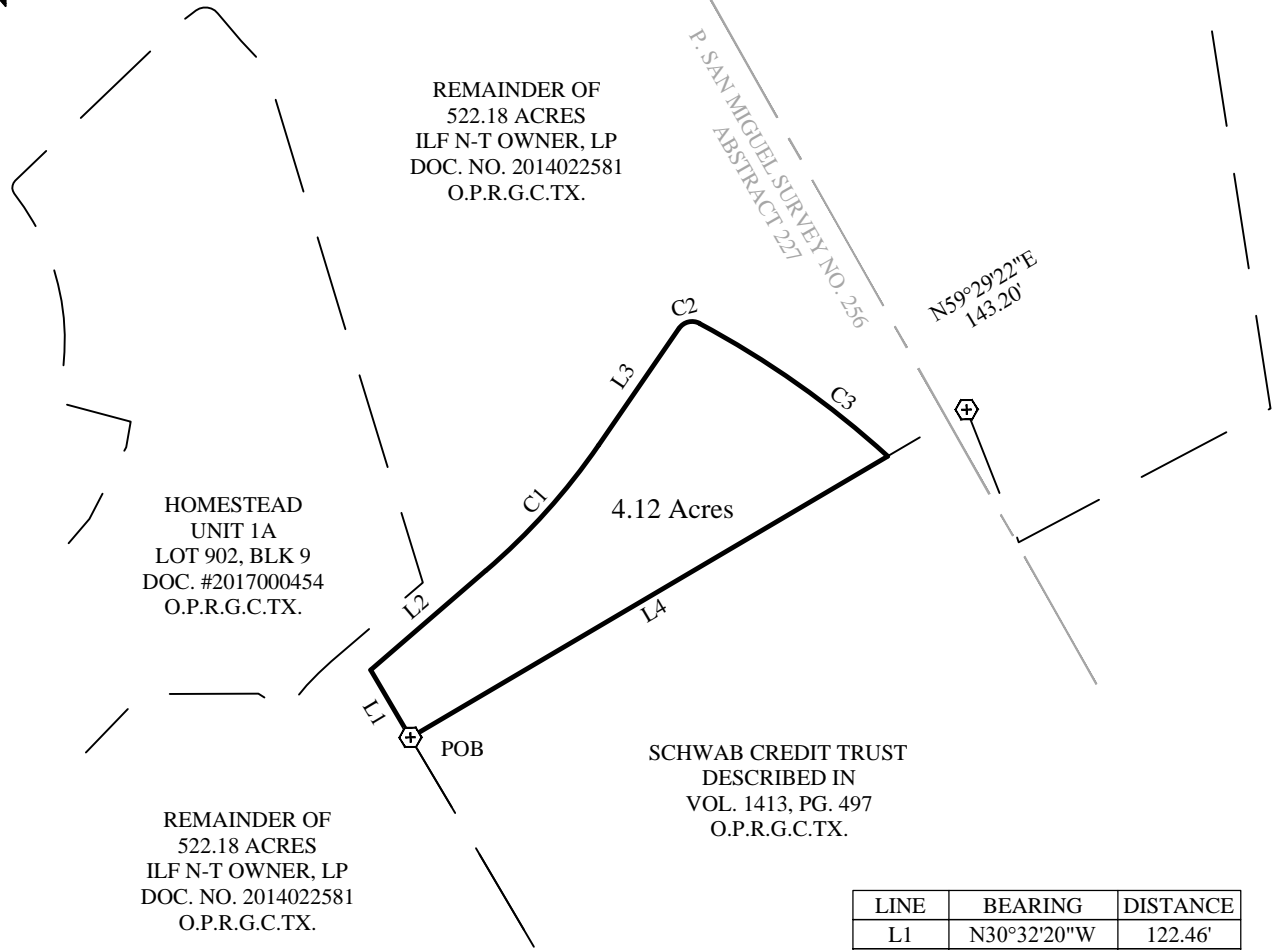 REMAINDER OF
522.18 ACRES
ILF N-T OWNER, LP
DOC. NO. 2014022581
O.P.R.G.C.TX.
P. SAN MIGUEL SURVEY NO. 256
ABSTRACT 227
N59°29'22"E
143.20'
C2
L3
C3
C1
4.12 Acres
HOMESTEAD
UNIT 1A
LOT 902, BLK 9
DOC. #2017000454
O.P.R.G.C.TX.
L2
L4
L1
POB
SCHWAB CREDIT TRUST
DESCRIBED IN
VOL. 1413, PG. 497
O.P.R.G.C.TX.
REMAINDER OF
522.18 ACRES
ILF N-T OWNER, LP
DOC. NO. 2014022581
O.P.R.G.C.TX.
LINE BEARING DISTANCE
L1 N30°32'20"W 122.46'